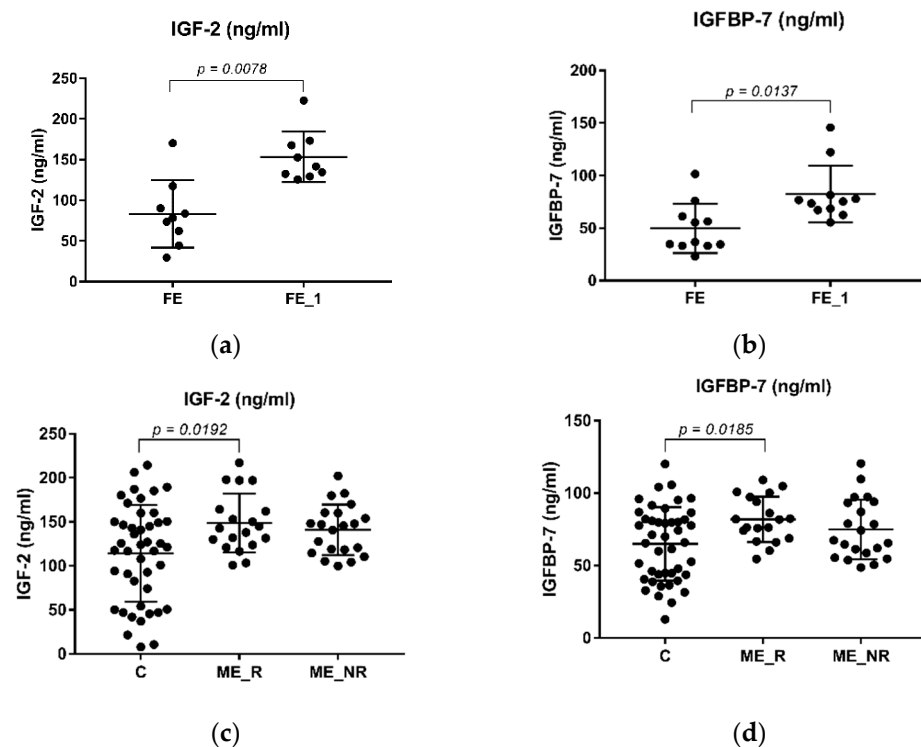 IGF-2 (ng/ml)
IGF-2 (ng/ml)
250
200
150
100
50
0
p = 0.0078
FE
FE_1
(a)
IGFBP-7 (ng/ml)
IGFBP-7 (ng/ml)
200
150
100
50
0
p = 0.0137
FE
FE_1
(b)
IGF-2 (ng/ml)
IGF-2 (ng/ml)
250
200
150
100
50
0
p = 0.0192
C
ME_R
ME_NR
(c)
IGFBP-7 (ng/ml)
IGFBP-7 (ng/ml)
150
100
50
0
p = 0.0185
C
ME_R
ME_NR
(d)